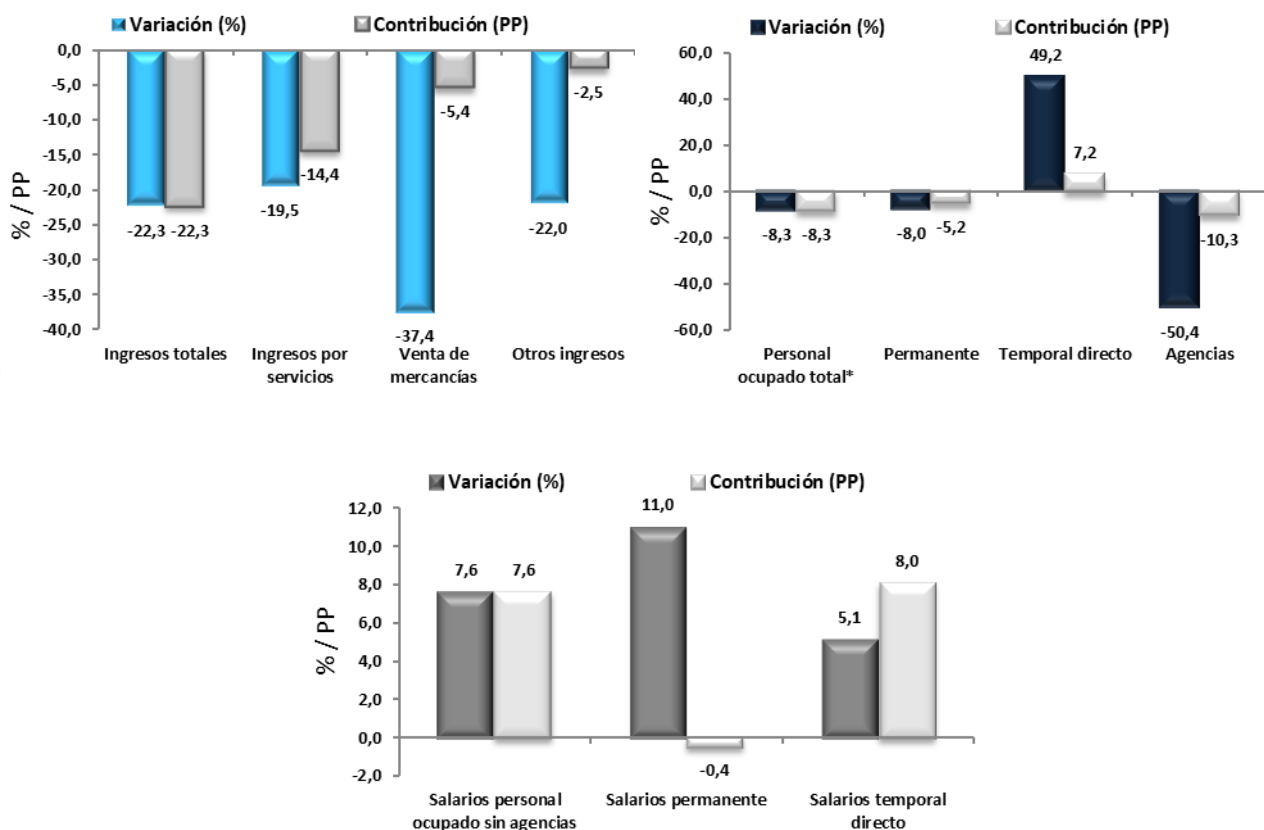 Variación (%) Contribución (PP)
0,0
-5,0
-10,0
-15,0
-20,0
-25,0
-30,0
-35,0
-40,0
% / PP
-22,3 -22,3
-19,5 -14,4
-37,4 -5,4
-22,0 -2,5
Ingresos totales
Ingresos por
servicios
Venta de
mercancías
Otros ingresos
Variación (%) Contribución (PP)
60,0
40,0
20,0
0,0
-20,0
-40,0
-60,0
% / PP
-8,3 -8,3
-8,0 -5,2
49,2 7,2
-50,4 -10,3
Personal
ocupado total*
Permanente
Temporal directo
Agencias
Variación (%) Contribución (PP)
12,0
10,0
8,0
6,0
4,0
2,0
0,0
-2,0
% / PP
7,6 7,6
11,0 -0,4
5,1 8,0
Salarios personal
ocupado sin agencias
Salarios permanente
Salarios temporal
directo